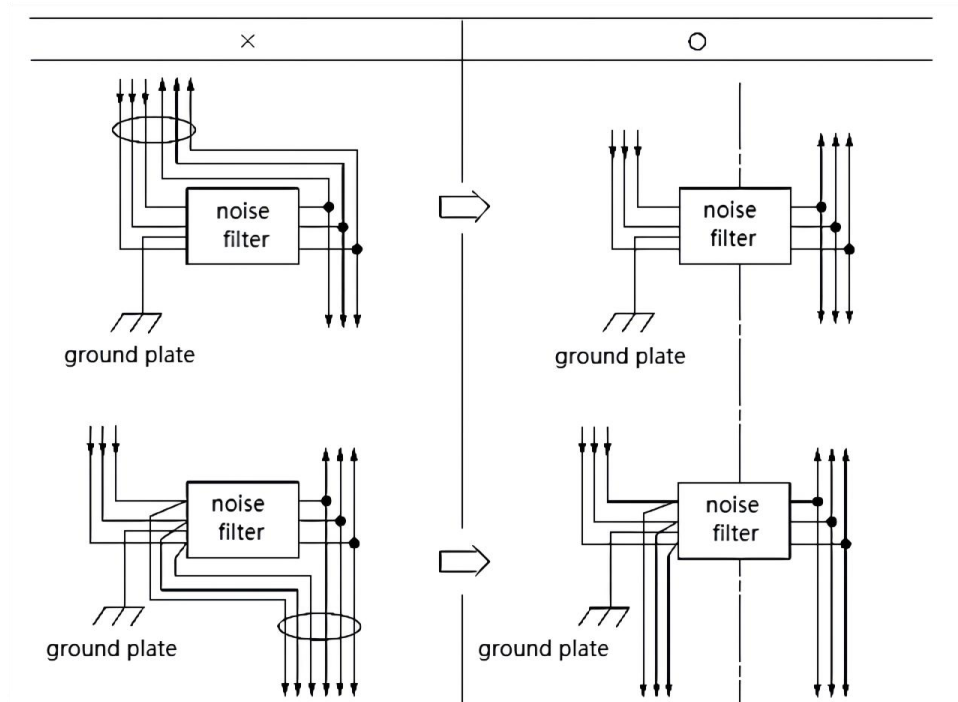 × ○
noise noise
filter filter
ground plate ground plate
noise noise
filter filter
ground plate ground plate